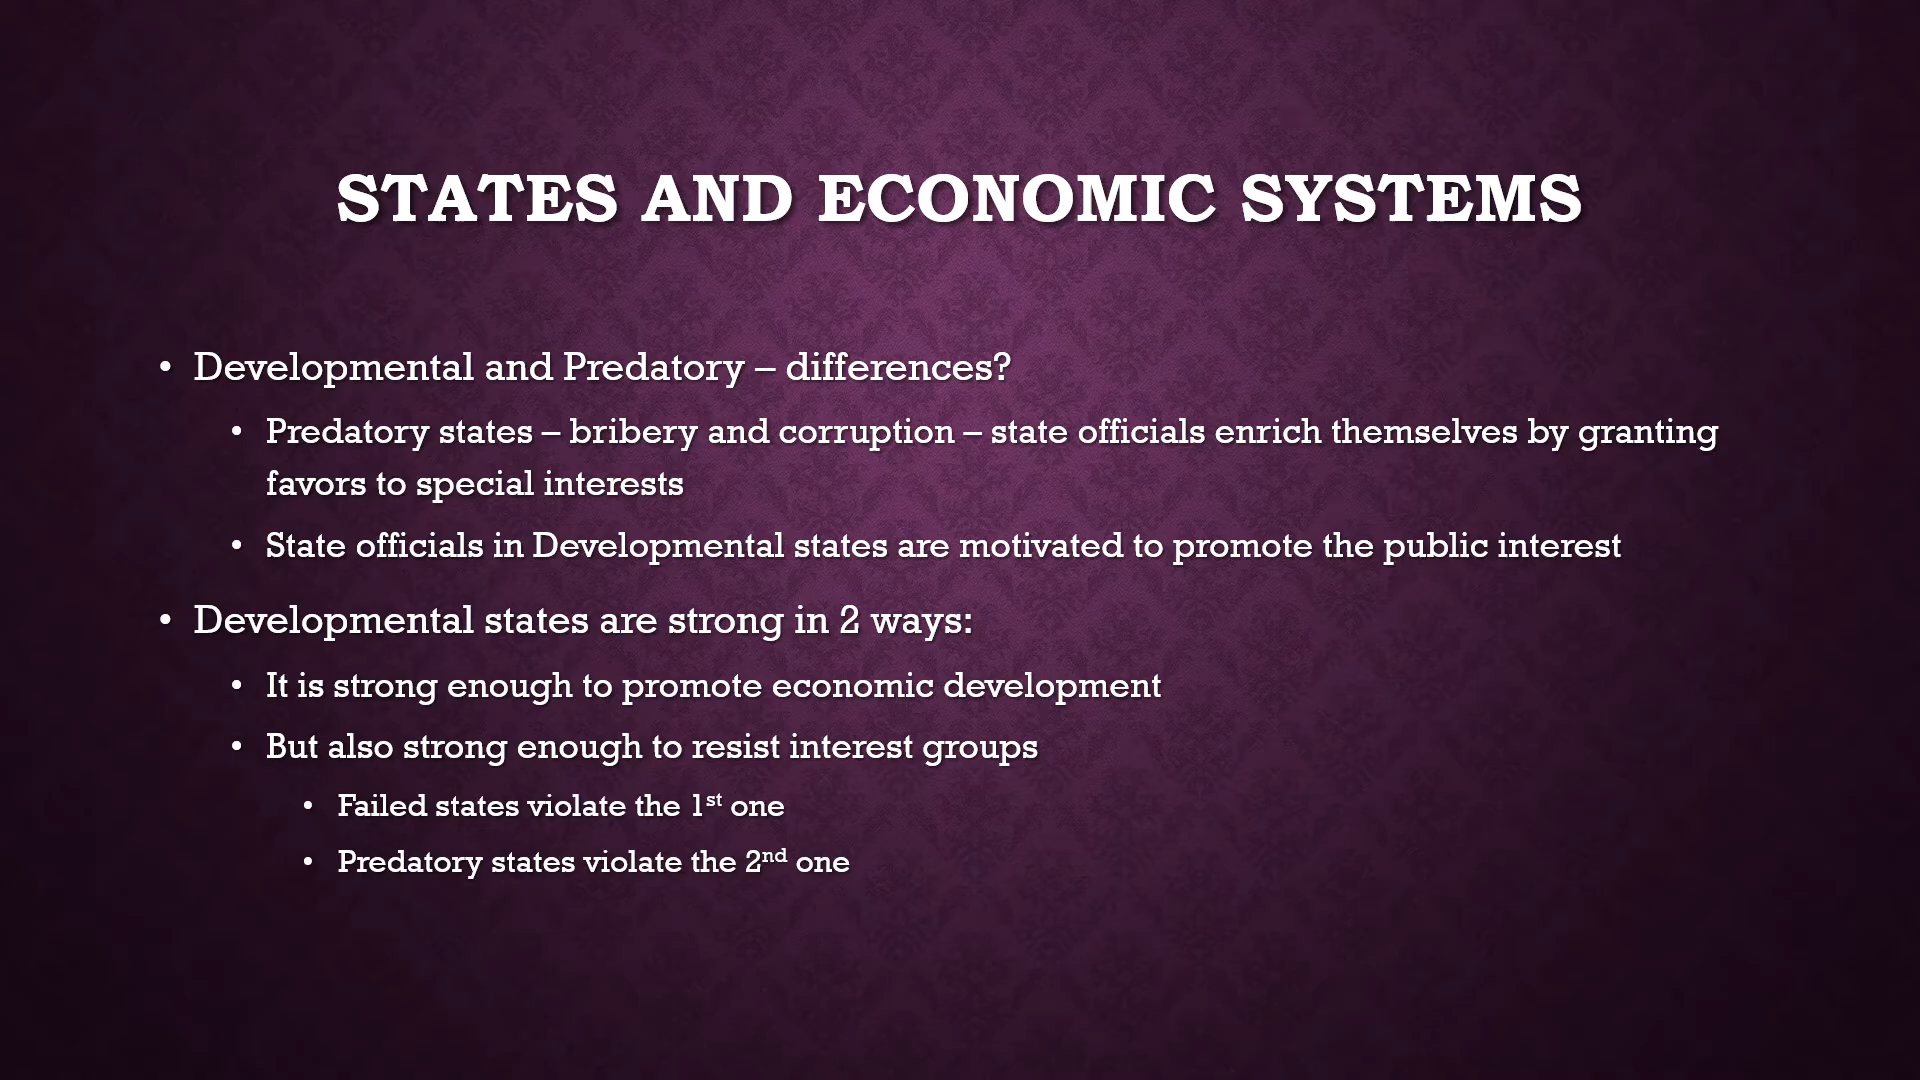 STATES AND ECONOMIC SYSTEMS
• Developmental and Predatory – differences?
• Predatory states – bribery and corruption – state officials enrich themselves by granting
favors to special interests
• State officials in Developmental states are motivated to promote the public interest
• Developmental states are strong in 2 ways:
• It is strong enough to promote economic development
• But also strong enough to resist interest groups
• Failed states violate the 1st one
• Predatory states violate the 2nd one